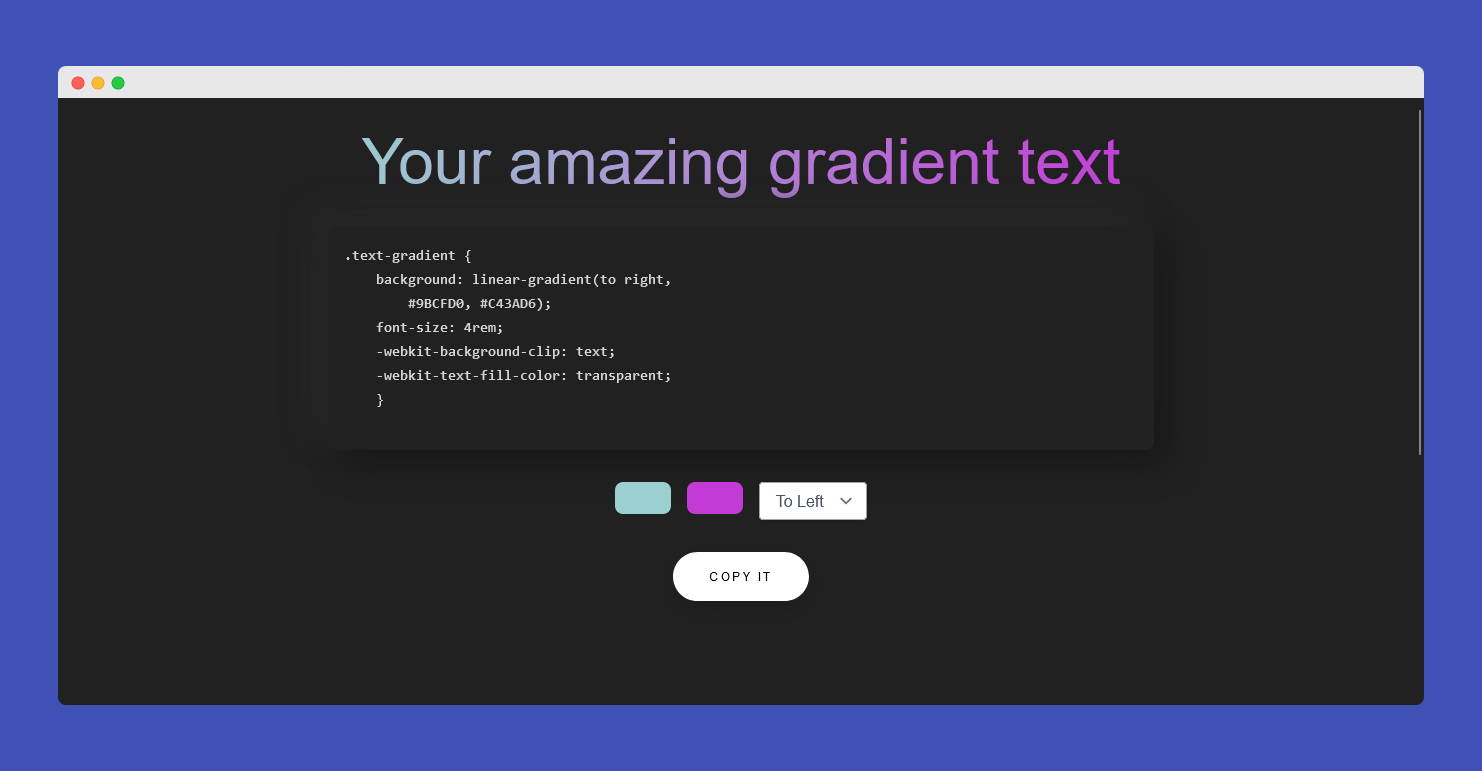 Your amazing gradient text
.text-gradient {
    background: linear-gradient(to right,
        #9BCFD0, #C43AD6);
    font-size: 4rem;
    -webkit-background-clip: text;
    -webkit-text-fill-color: transparent;
    }
To Left
COPY IT